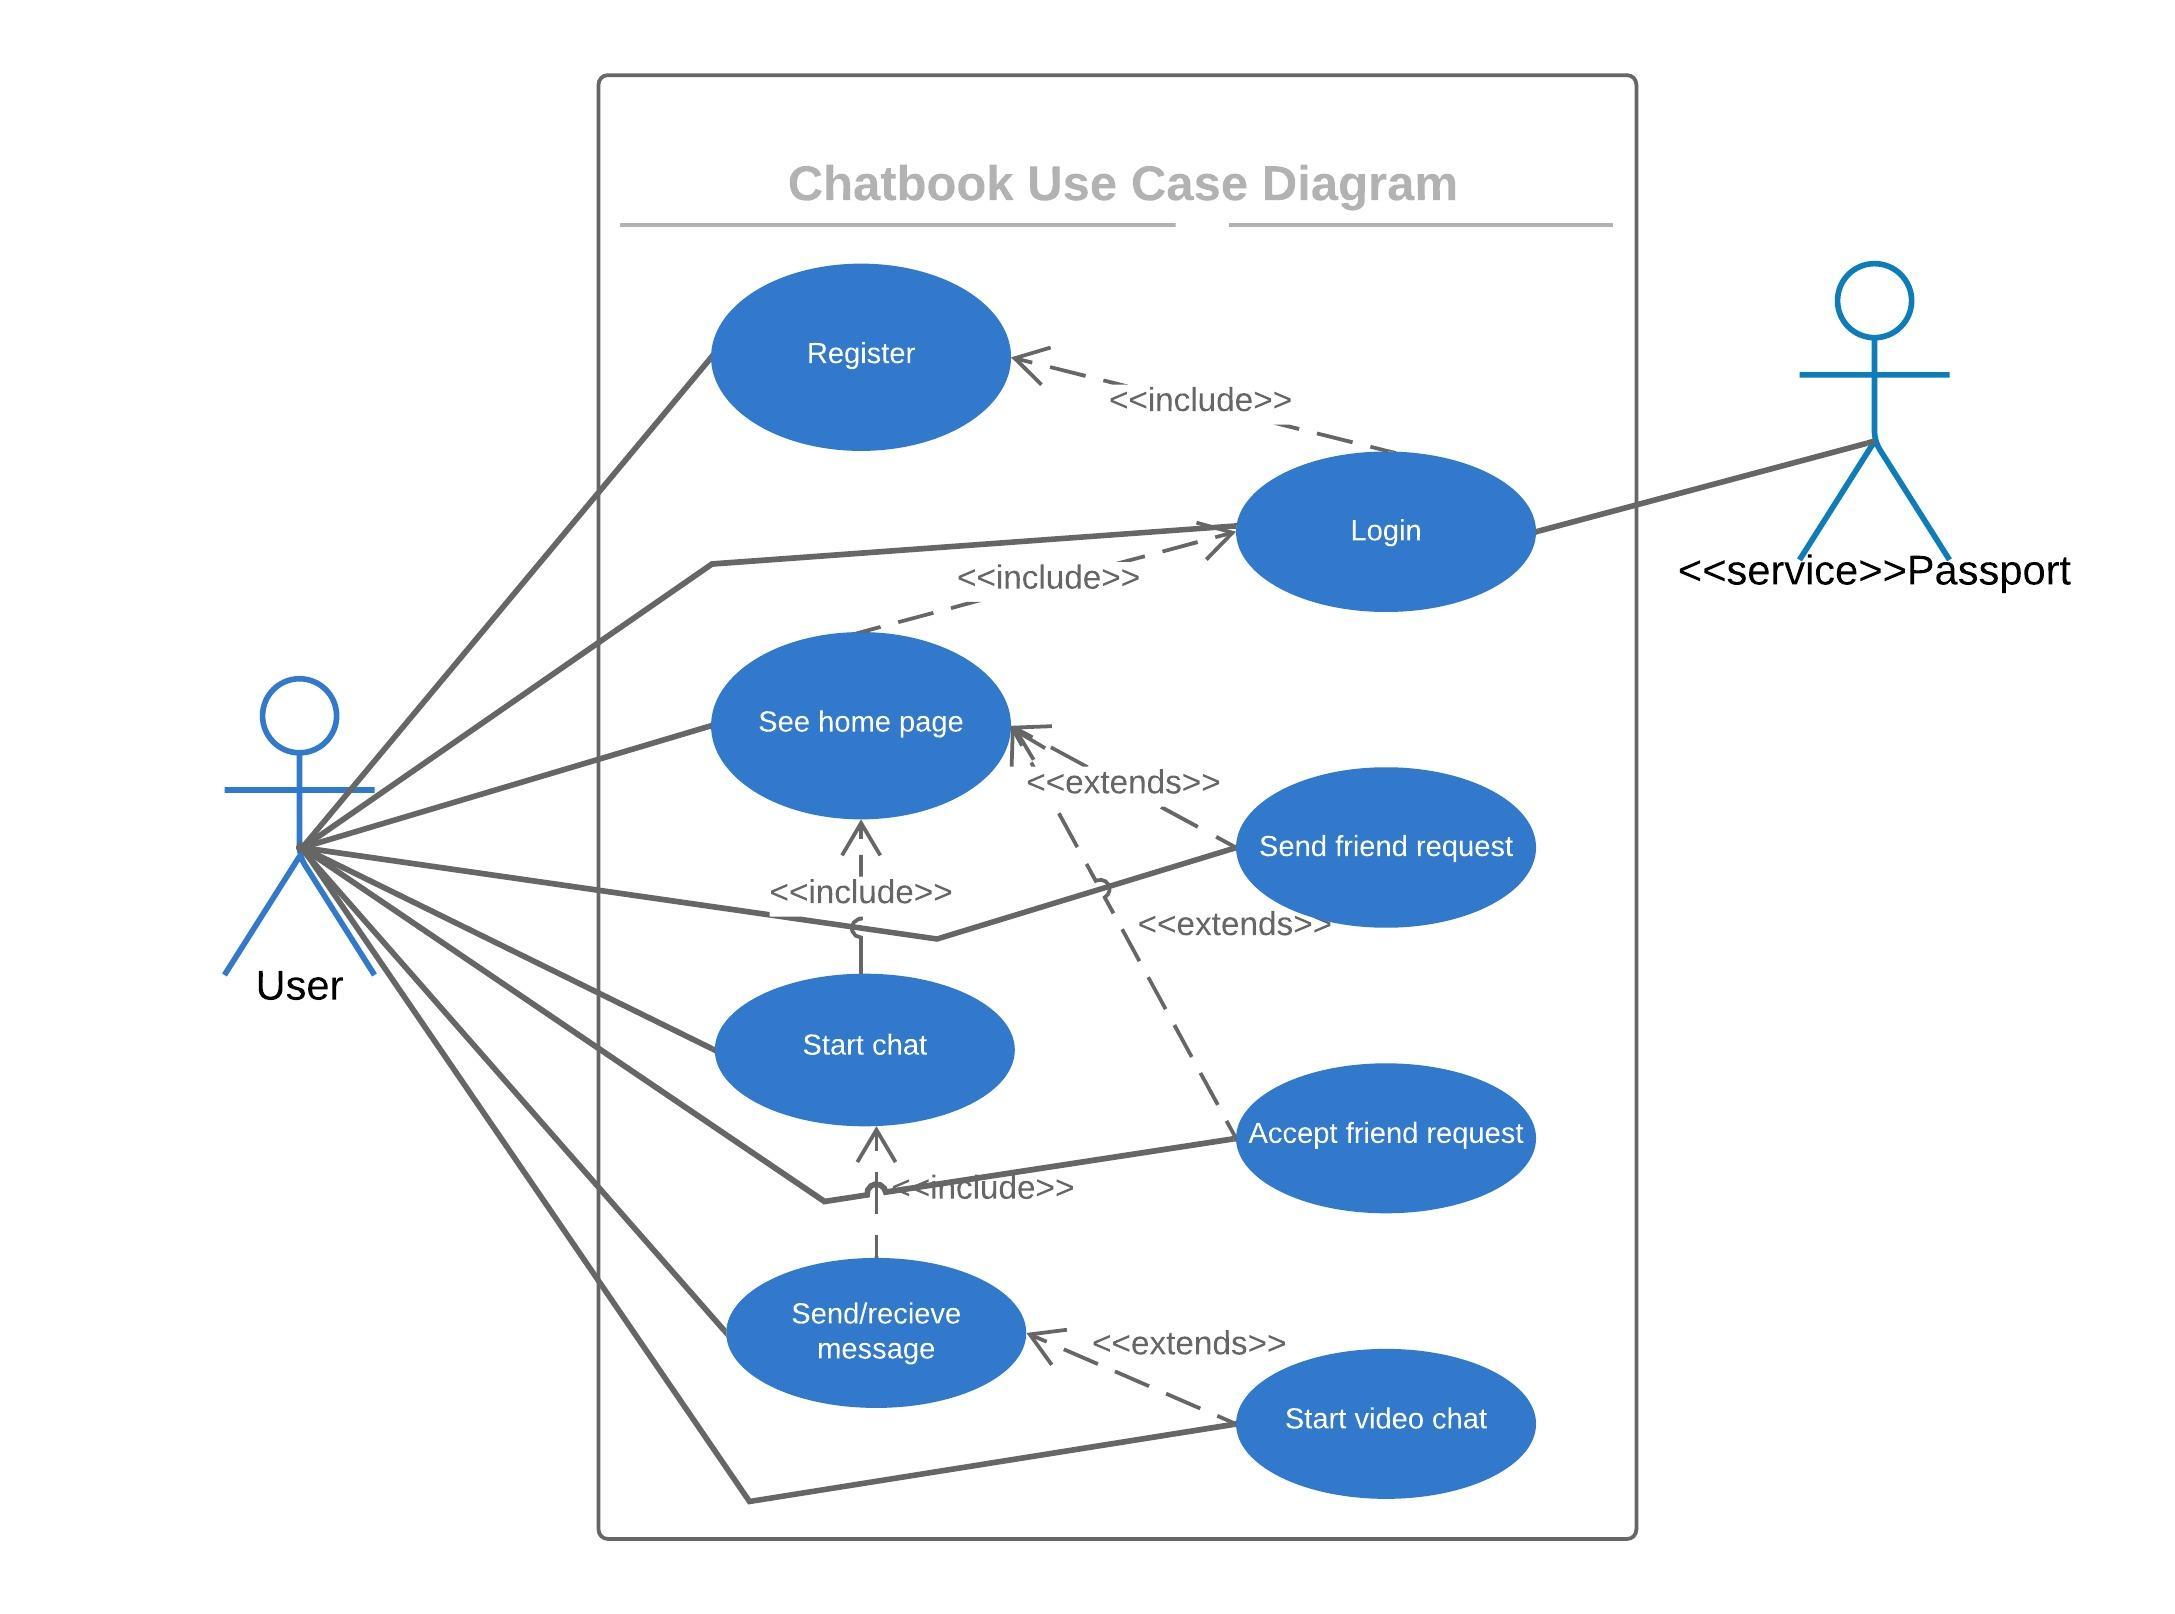 Chatbook Use Case Diagram
Register
<<include>>
Login
<<service>>Passport
<<include>>
See home page
<<extends>>
Send friend request
<<include>>
<<extends>>
User
Start chat
Accept friend request
<<include>>
Send/recieve
message
<<extends>>
Start video chat